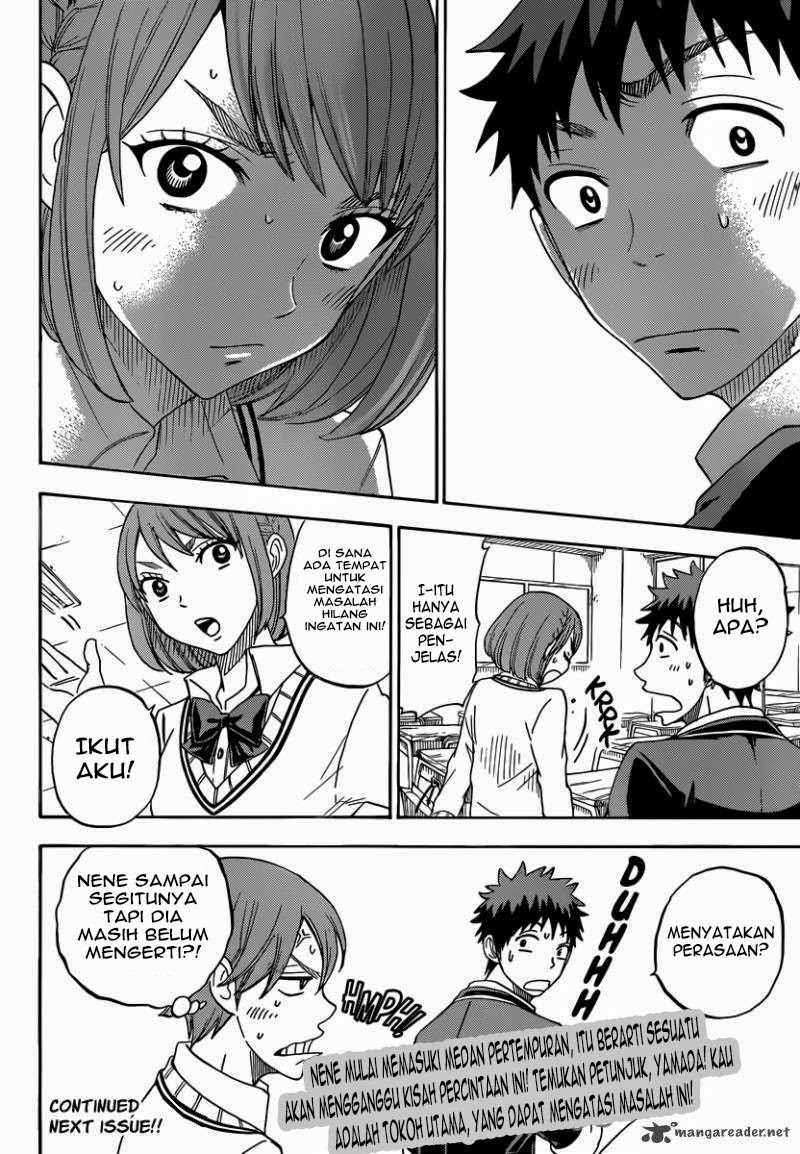 HUH,
APA?
I-ITU
HANYA
SEBAGAI
PEN-
JELAS!
KRRK
DI SANA
ADA TEMPAT
UNTUK
MENGATASI
MASALAH
HILANG
INGATAN INI!
IKUT
AKU!
MENYATAKAN
PERASAAN?
DUHHH
NENE SAMPAI
SEGITUNYA
TAPI DIA
MASIH BELUM
MENGERTI?!
HMPH!
NENE MULAI MEMASUKI MEDAN PERTEMPURAN, ITU BERARTI SESUATU
AKAN MENGGANGGU KISAH PERCINTAAN INI! TEMUKAN PETUNJUK, YAMADA! KAU
ADALAH TOKOH UTAMA, YANG DAPAT MENGATASI MASALAH INI!
CONTINUED
NEXT ISSUE!!
mangareader.net